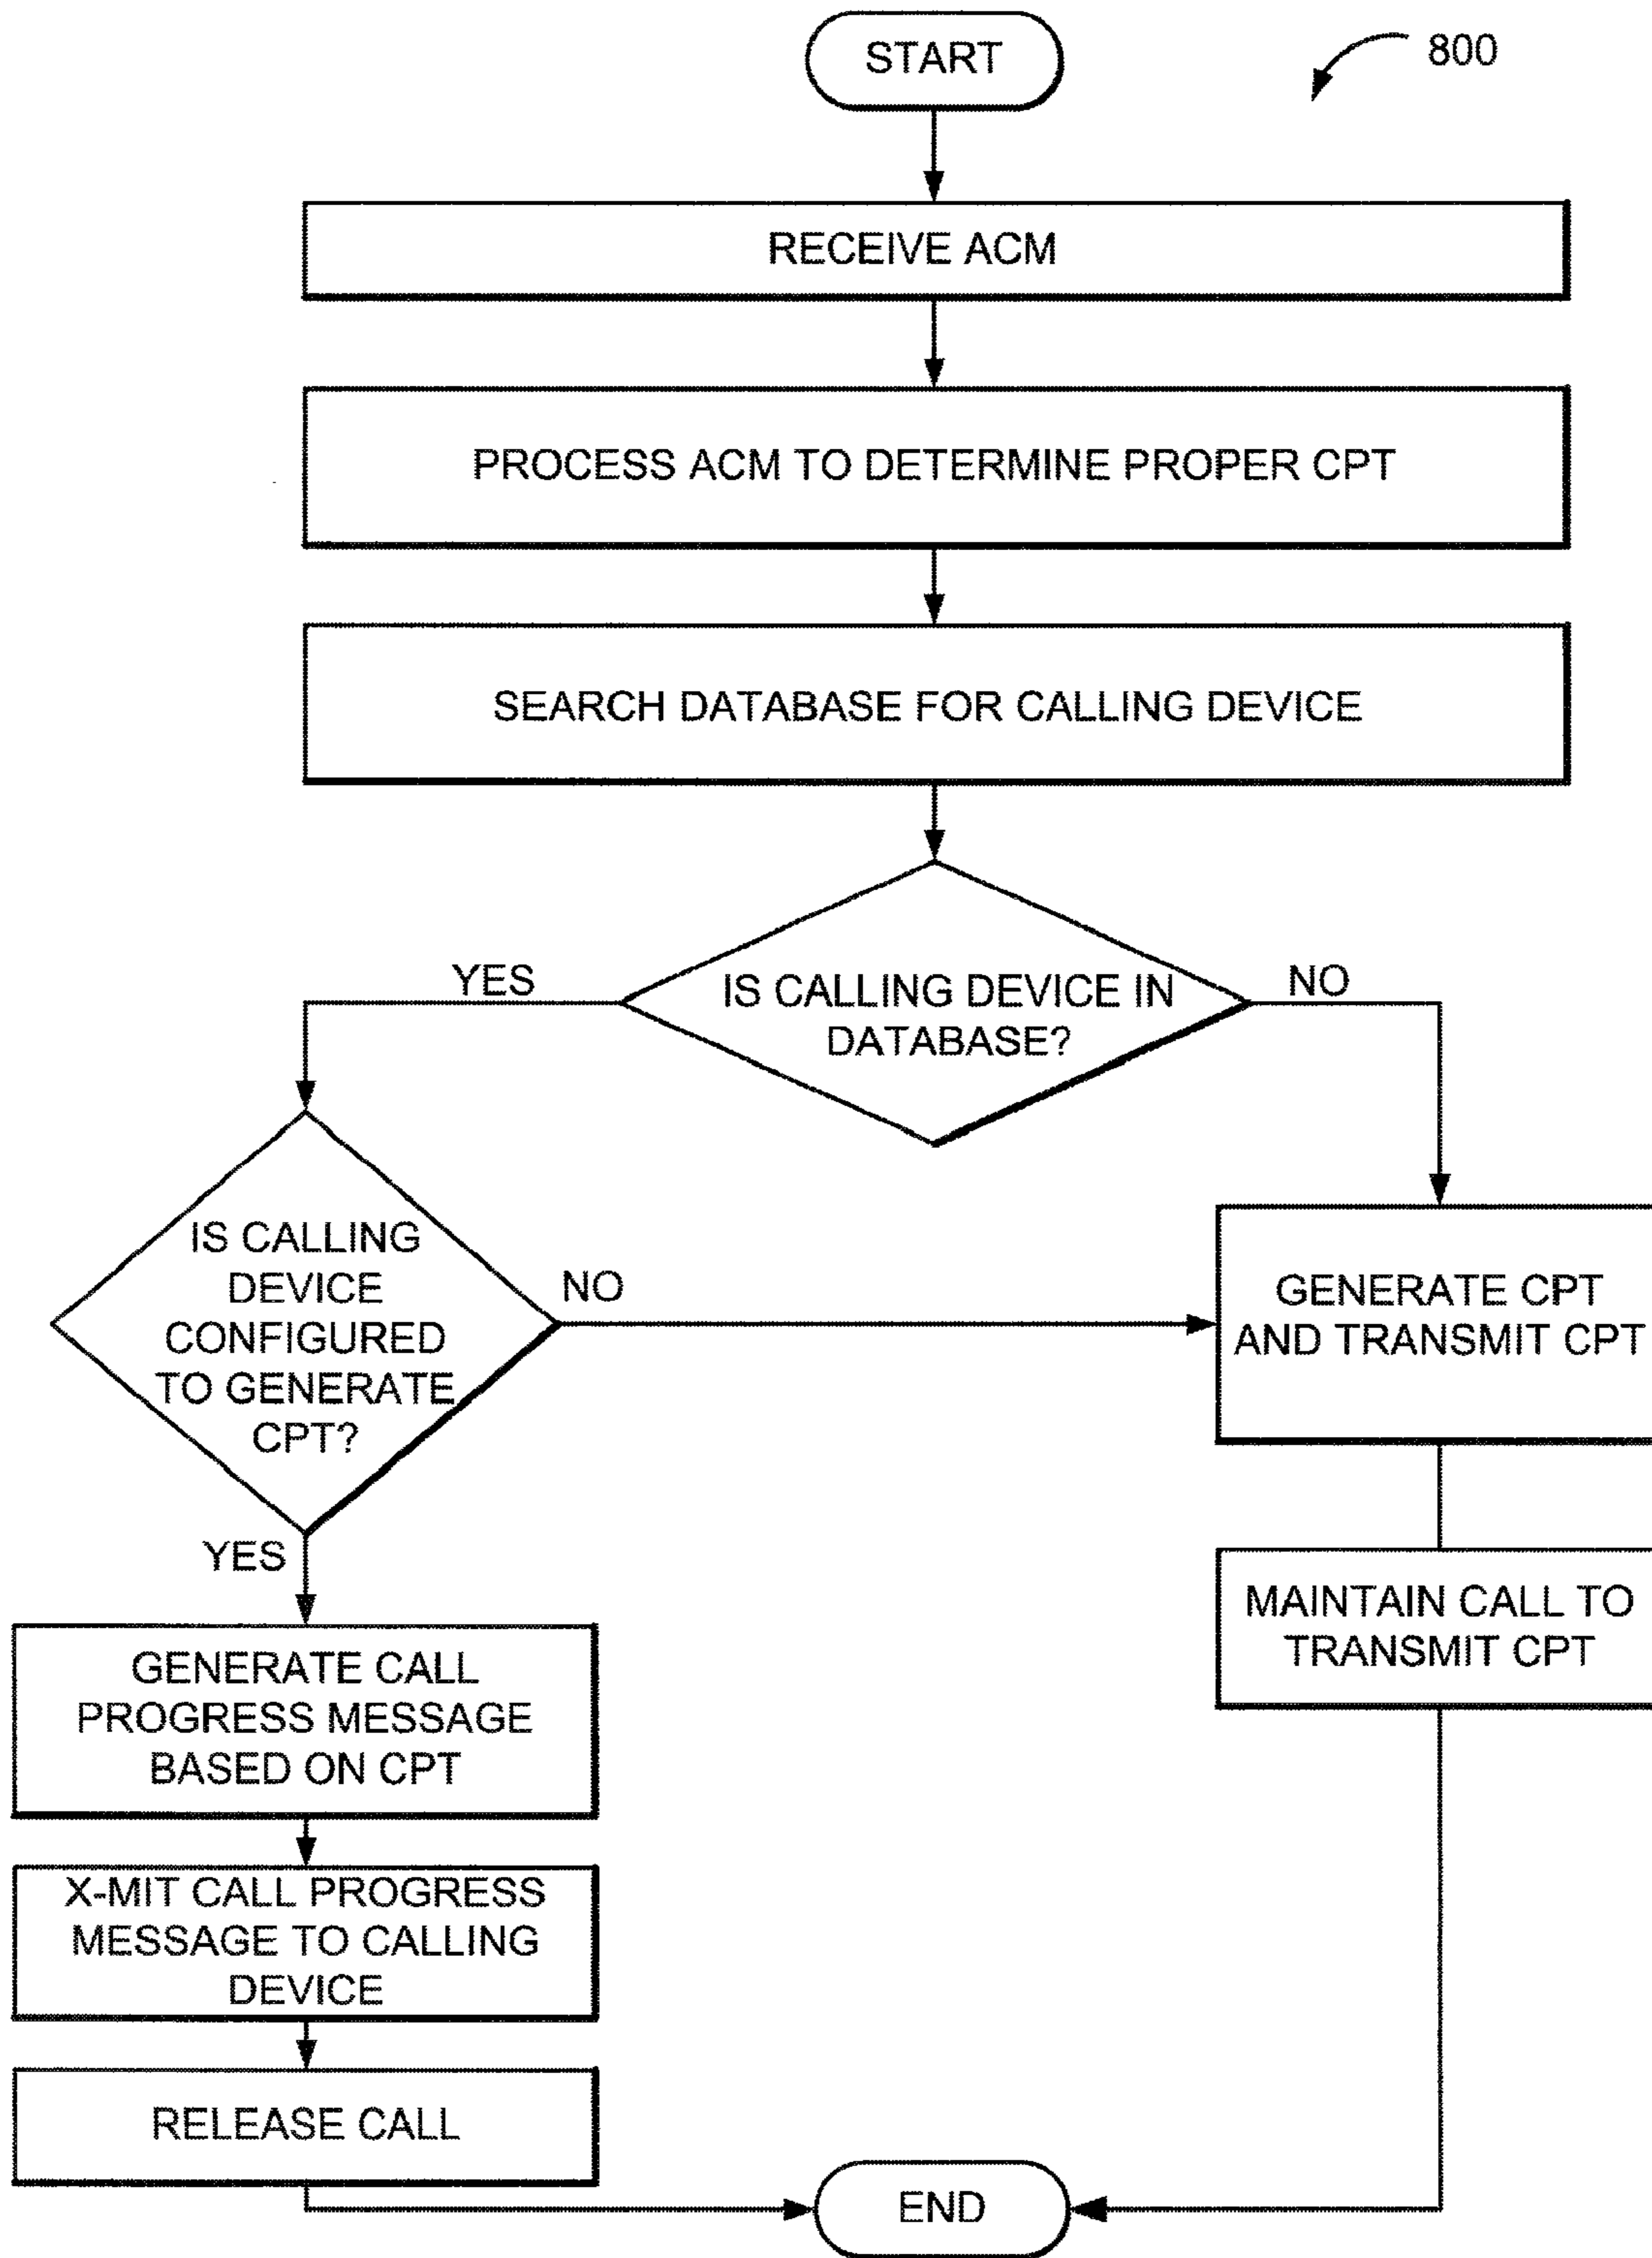 START
800
RECEIVE ACM
PROCESS ACM TO DETERMINE PROPER CPT
SEARCH DATABASE FOR CALLING DEVICE
IS CALLING DEVICE IN
DATABASE?
YES
NO
IS CALLING
DEVICE
CONFIGURED
TO GENERATE
CPT?
NO
YES
GENERATE CPT
AND TRANSMIT CPT
MAINTAIN CALL TO
TRANSMIT CPT
GENERATE CALL
PROGRESS MESSAGE
BASED ON CPT
X-MIT CALL PROGRESS
MESSAGE TO CALLING
DEVICE
RELEASE CALL
END